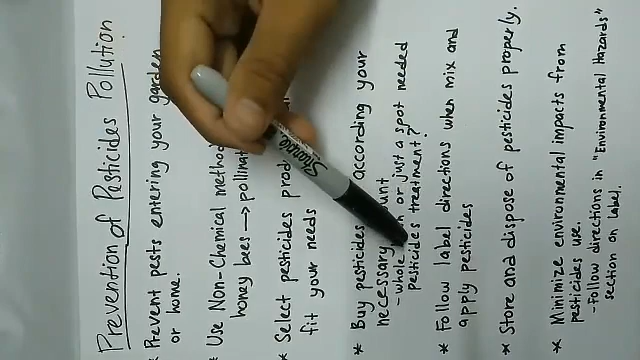 Prevention of Pesticides Pollution
* Prevent pests entering your garden
or home.
* Use Non-Chemical method
honey bees → pollinat
* Select pesticides prod
fit your needs
* Buy pesticides according your
necessary
- whole or just a spot needed
pesticides treatment?
* Follow label directions when mix and
apply pesticides
* Store and dispose of pesticides properly.
* Minimize environmental impacts from
pesticides use.
- Follow directions in "Environmental Hazards"
section on label.
Sharpie